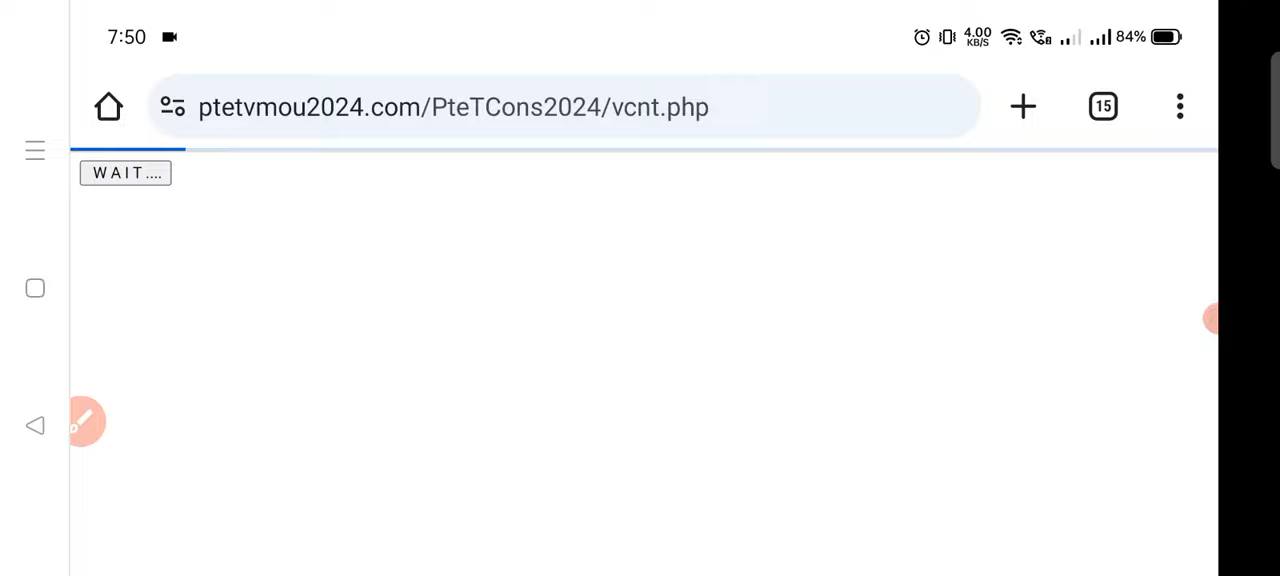 7:50 4.00 KB/S 84%
ptetvmou2024.com/PteTCons2024/vcnt.php 15
W A I T ....